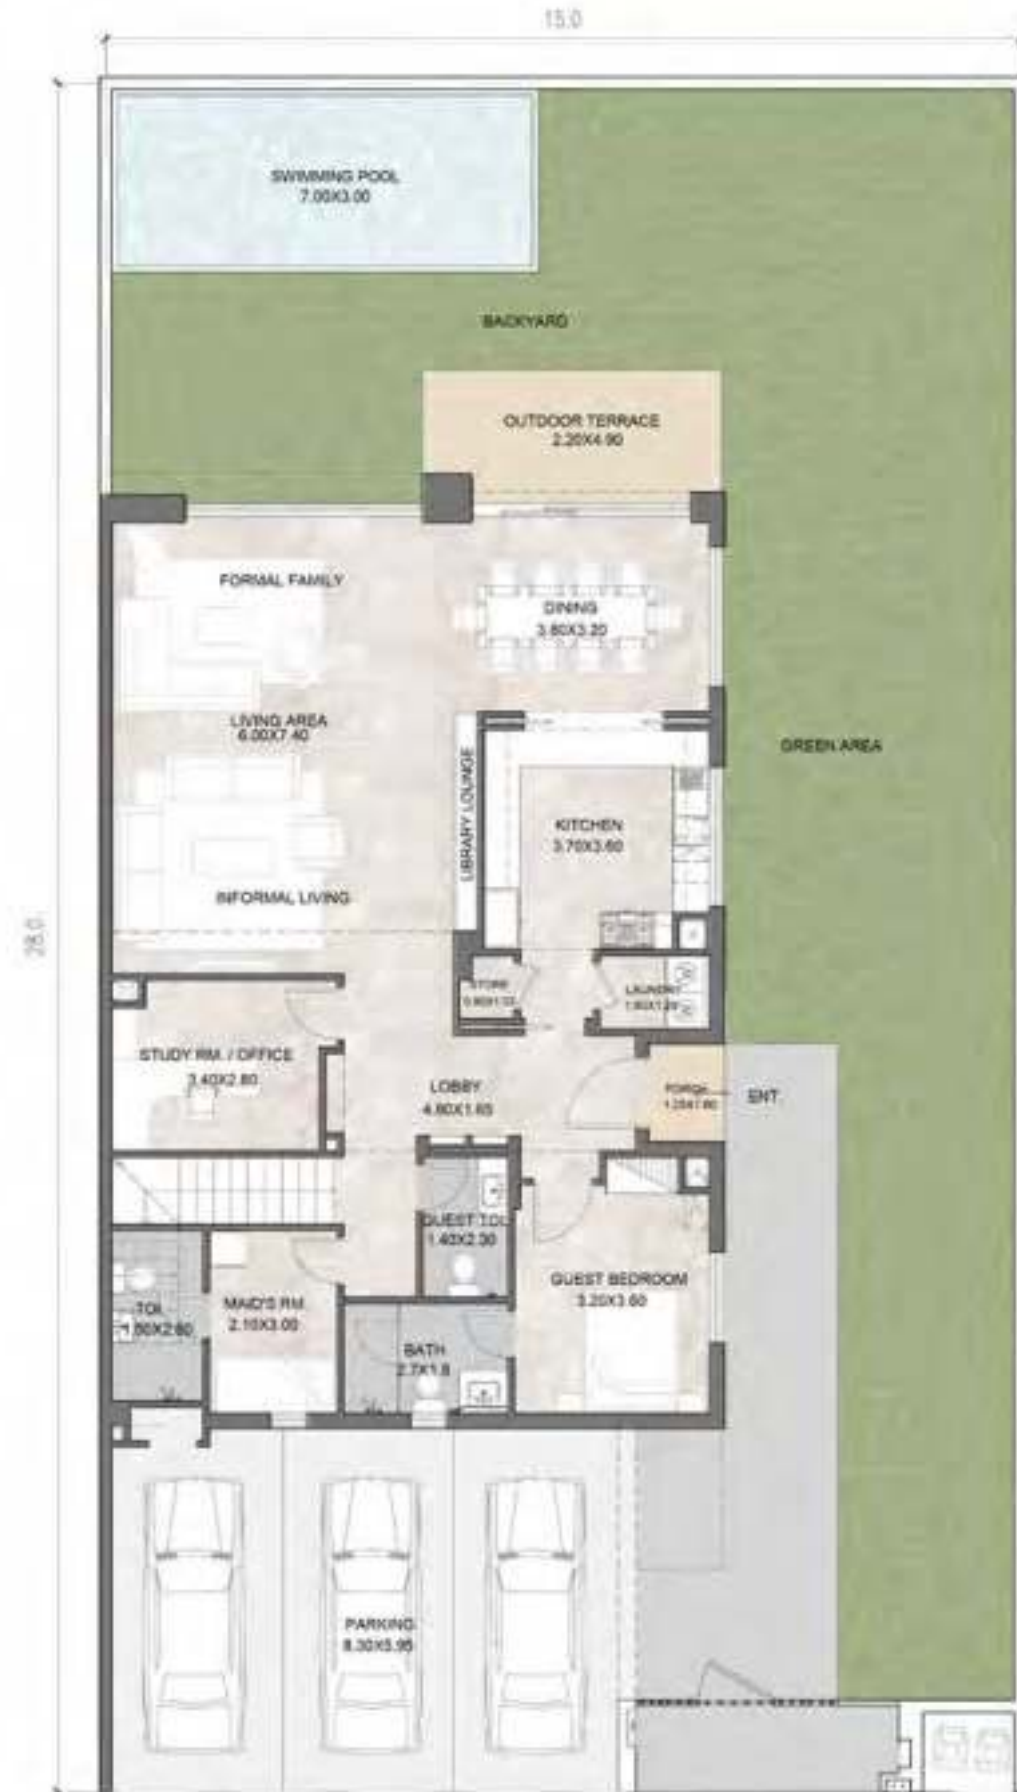 15.0
SWIMMING POOL
7.00X3.00
BACKYARD
OUTDOOR TERRACE
2.20X4.90
FORMAL FAMILY
DINING
3.80X3.20
LIVING AREA
6.00X7.40
GREEN AREA
LIBRARY LOUNGE
KITCHEN
3.70X3.60
INFORMAL LIVING
28.0
STORE
LAUNDRY
STUDY RM. / OFFICE
3.40X2.80
LOBBY
4.60X1.65
ENT.
GUEST TOI.
1.40X2.30
GUEST BEDROOM
3.20X3.60
TOI.
MAID'S RM.
2.10X3.00
BATH
2.7X1.8
PARKING
8.30X5.95